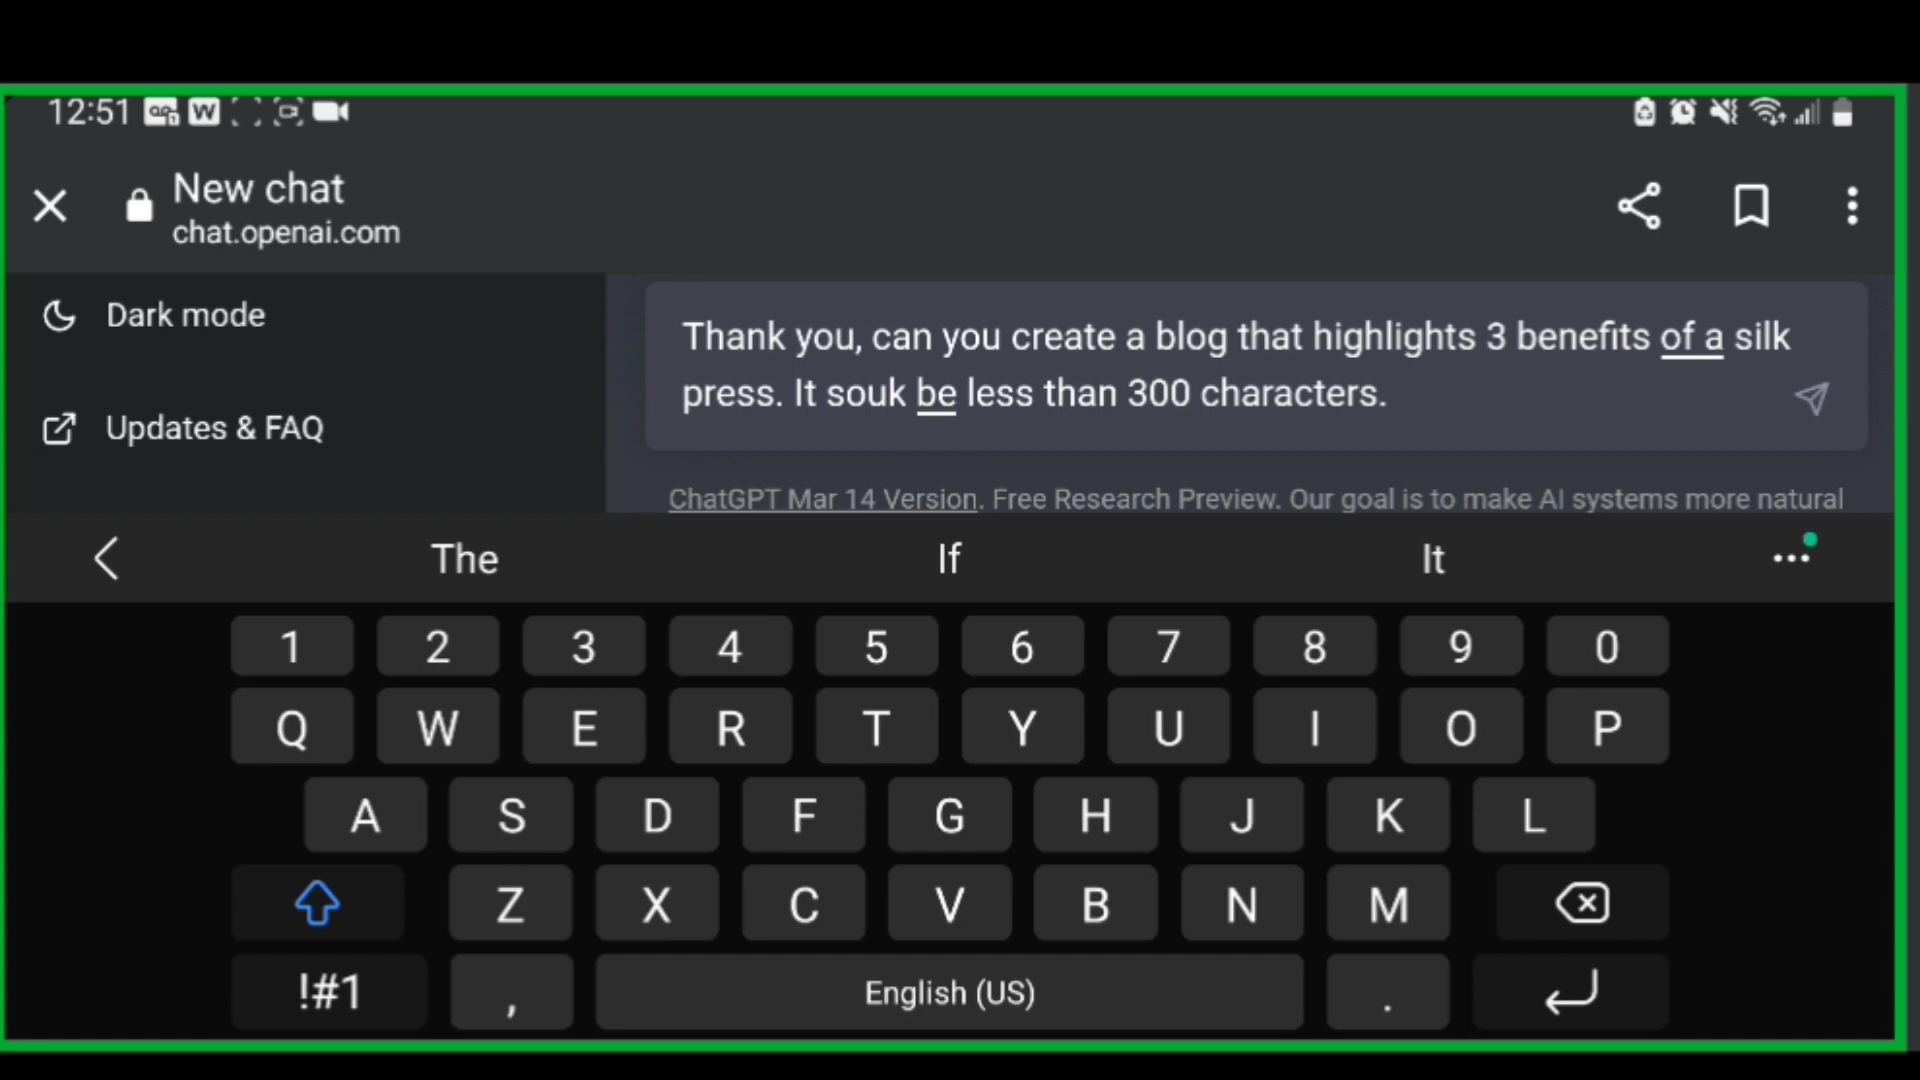 12:51 W
New chat
chat.openai.com
Dark mode
Updates & FAQ
Thank you, can you create a blog that highlights 3 benefits of a silk
press. It souk be less than 300 characters.
ChatGPT Mar 14 Version. Free Research Preview. Our goal is to make AI systems more natural
The If It
1 2 3 4 5 6 7 8 9 0
Q W E R T Y U I O P
A S D F G H J K L
Z X C V B N M
!#1 , English (US) .